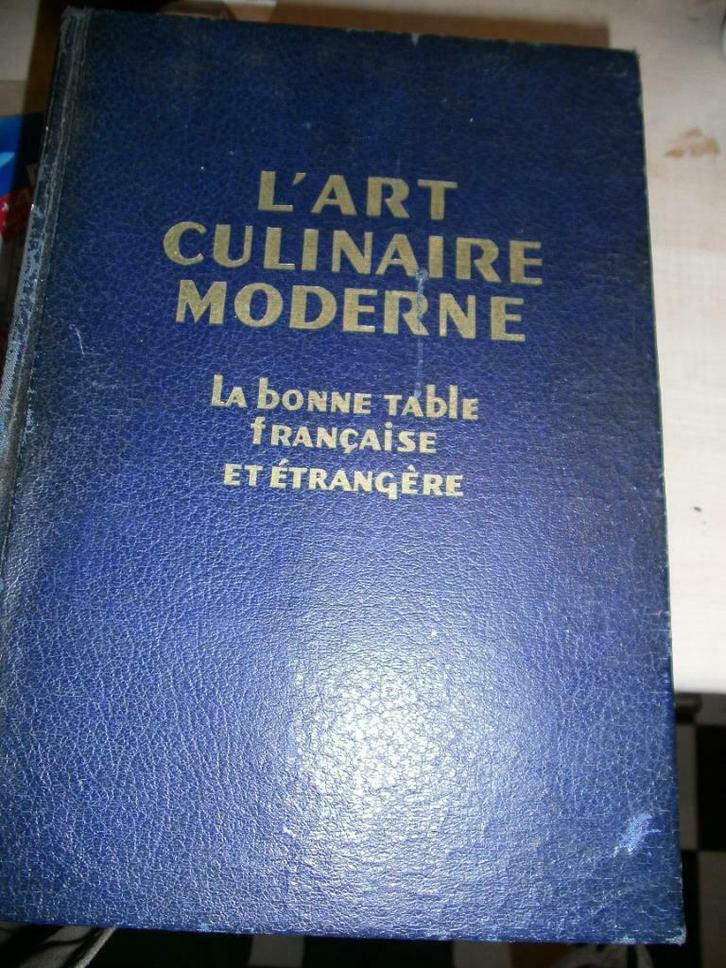 L'ART
CULINAIRE
MODERNE
La bonne table
française
et étrangère